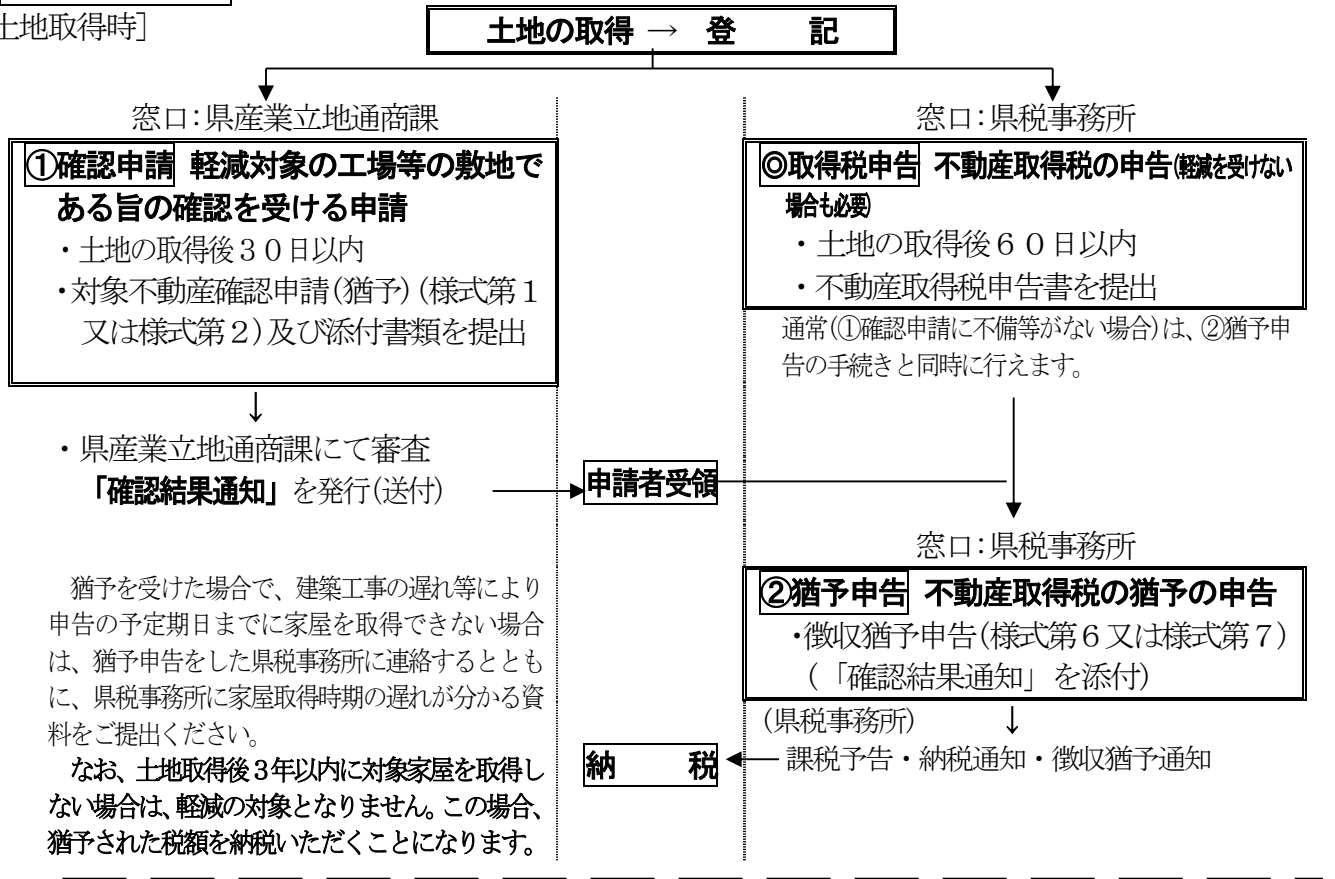 土地取得時］
土地の取得 → 登　　記
窓口：県産業立地通商課
①確認申請 軽減対象の工場等の敷地で
ある旨の確認を受ける申請
・土地の取得後３０日以内
・対象不動産確認申請(猶予)(様式第１
又は様式第２)及び添付書類を提出
↓
・県産業立地通商課にて審査
「確認結果通知」を発行(送付)
申請者受領
窓口：県税事務所
◎取得税申告 不動産取得税の申告(軽減を受けない
場合も必要)
・土地の取得後６０日以内
・不動産取得税申告書を提出
通常(①確認申請に不備等がない場合)は、②猶予申
告の手続きと同時に行えます。
窓口：県税事務所
②猶予申告 不動産取得税の猶予の申告
・徴収猶予申告(様式第６又は様式第７)
(「確認結果通知」を添付)
(県税事務所)　↓
課税予告・納税通知・徴収猶予通知
納　　税
猶予を受けた場合で、建築工事の遅れ等により
申告の予定期日までに家屋を取得できない場合
は、猶予申告をした県税事務所に連絡するととも
に、県税事務所に家屋取得時期の遅れが分かる資
料をご提出ください。
なお、土地取得後３年以内に対象家屋を取得し
ない場合は、軽減の対象となりません。この場合、
猶予された税額を納税いただくことになります。